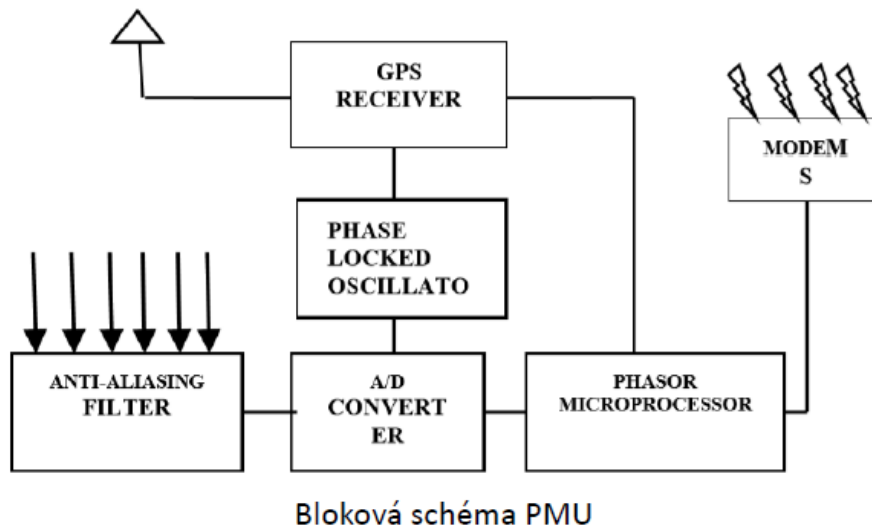 GPS
RECEIVER
MODEM
S
PHASE
LOCKED
OSCILLATO
ANTI-ALIASING
FILTER
A/D
CONVERT
ER
PHASOR
MICROPROCESSOR
Bloková schéma PMU